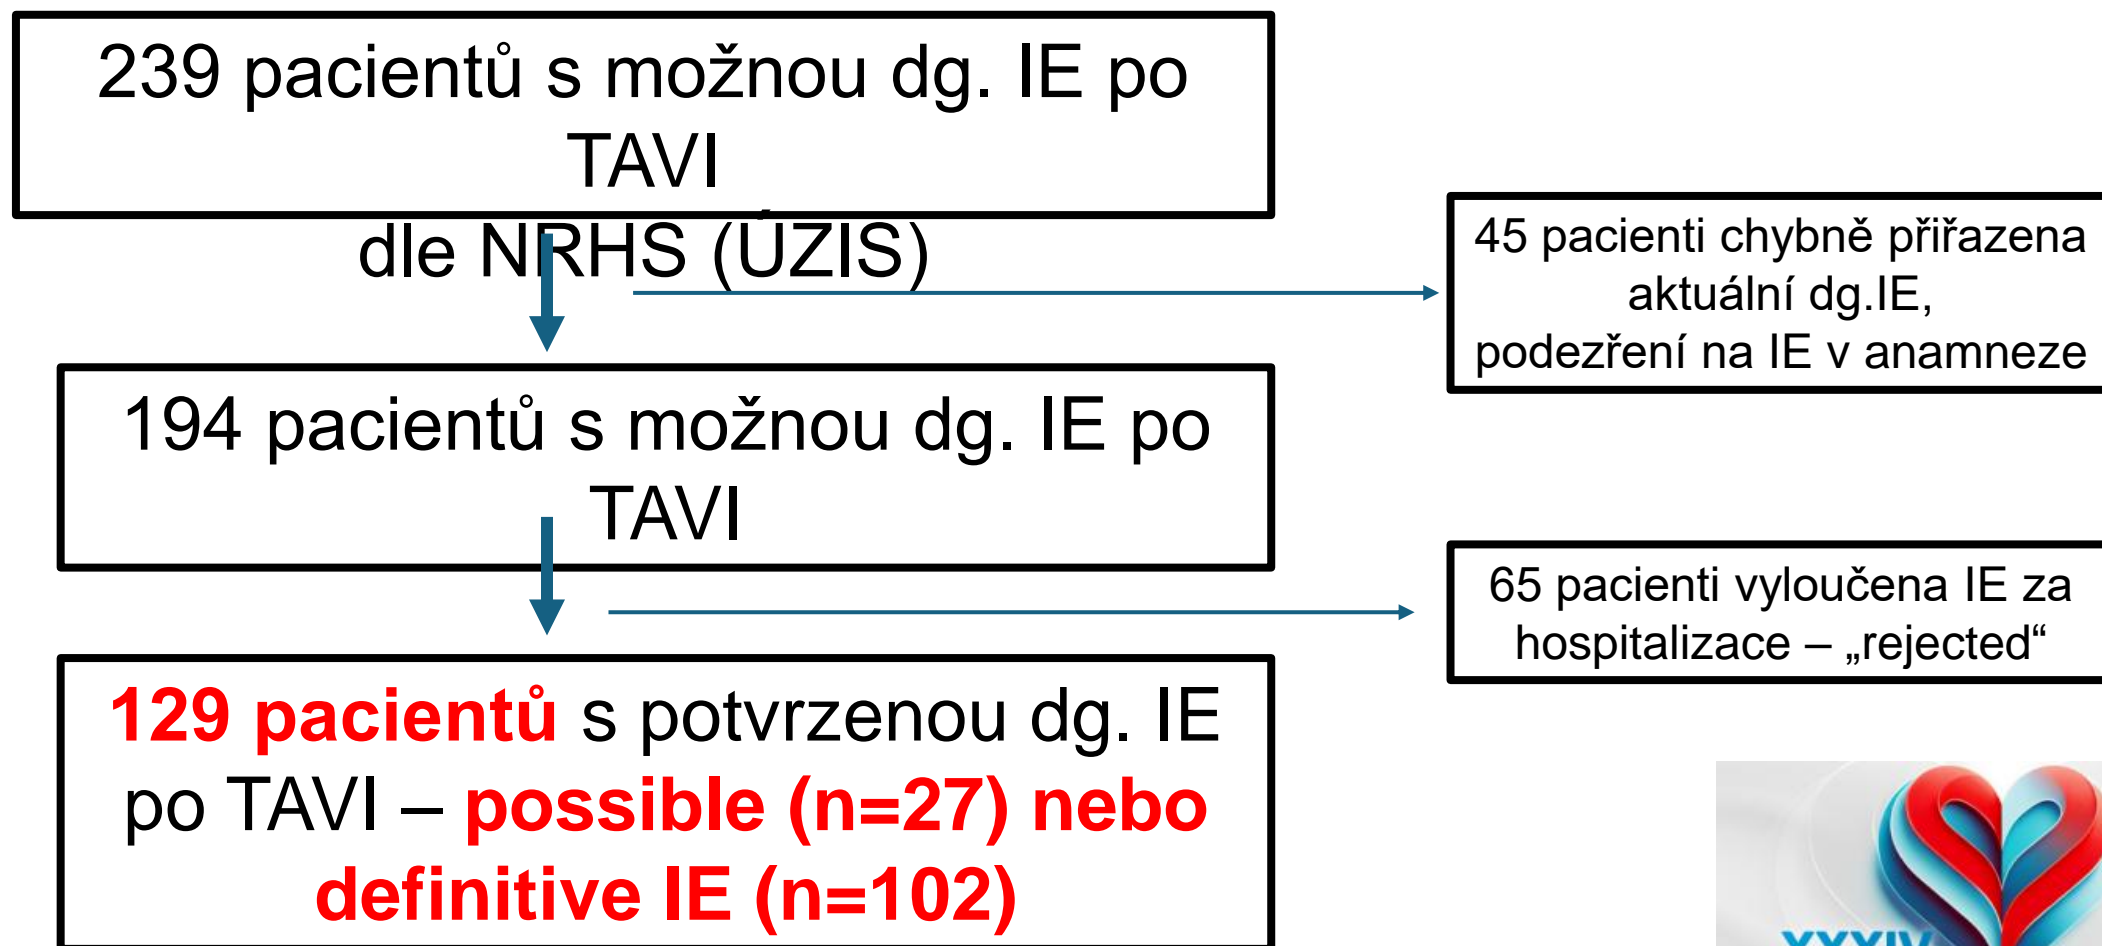 239 pacientů s možnou dg. IE po
TAVI
dle NRHS (ÚZIS)
45 pacienti chybně přiřazena
aktuální dg.IE,
podezření na IE v anamneze
194 pacientů s možnou dg. IE po
TAVI
65 pacienti vyloučena IE za
hospitalizace – „rejected“
129 pacientů s potvrzenou dg. IE
po TAVI – possible (n=27) nebo
definitive IE (n=102)
XXXIV